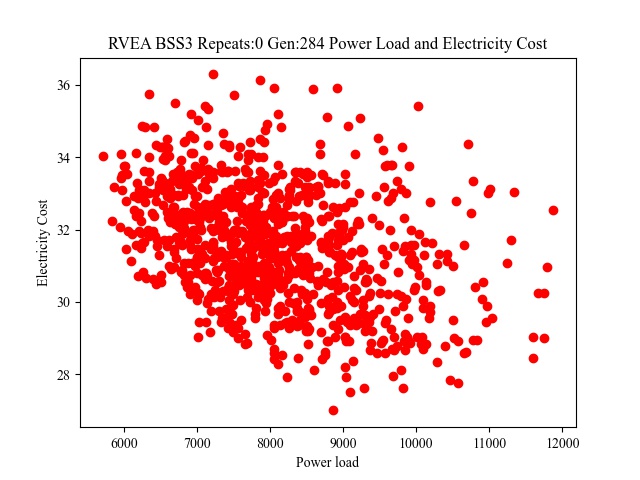 RVEA BSS3 Repeats:0 Gen:284 Power Load and Electricity Cost
36
34
32
30
28
Electricity Cost
6000 7000 8000 9000 10000 11000 12000
Power load